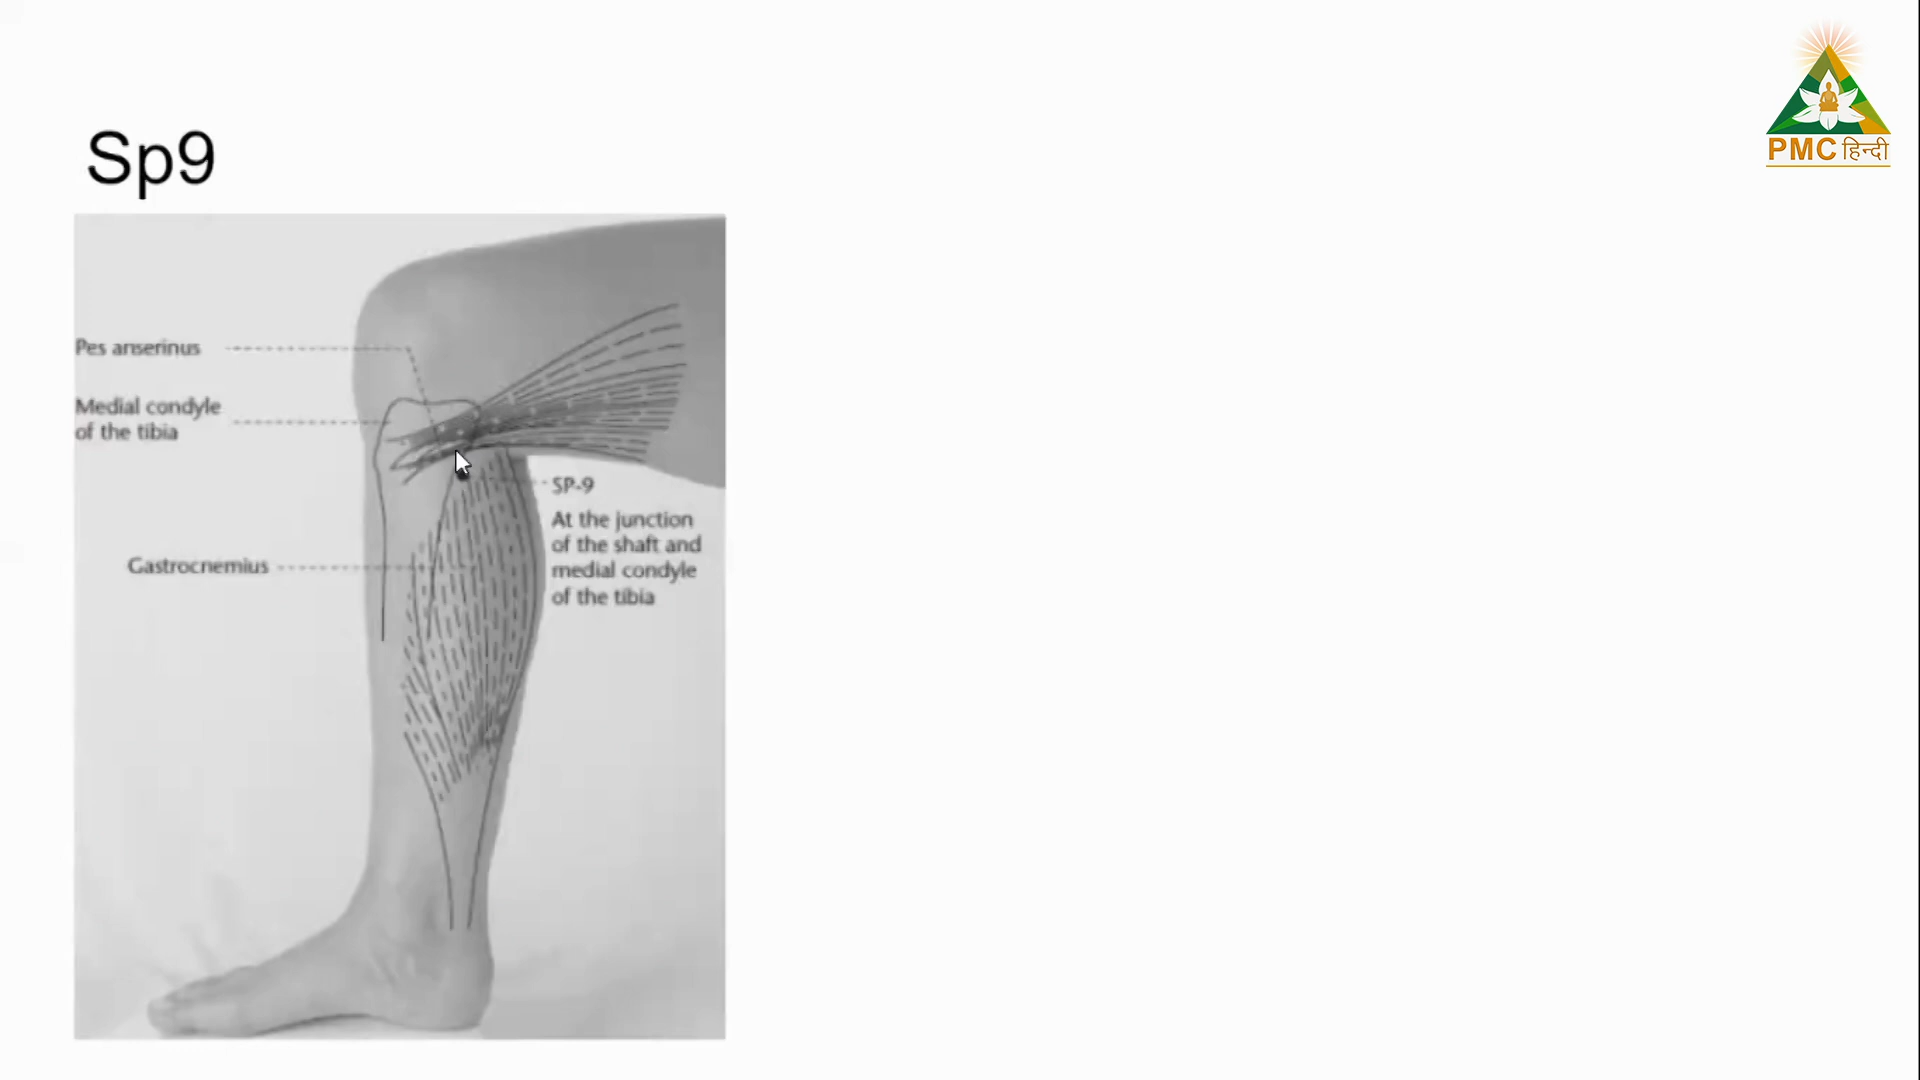 PMC हिन्दी
Sp9
Pes anserinus
Medial condyle
of the tibia
SP-9
At the junction
of the shaft and
medial condyle
of the tibia
Gastrocnemius